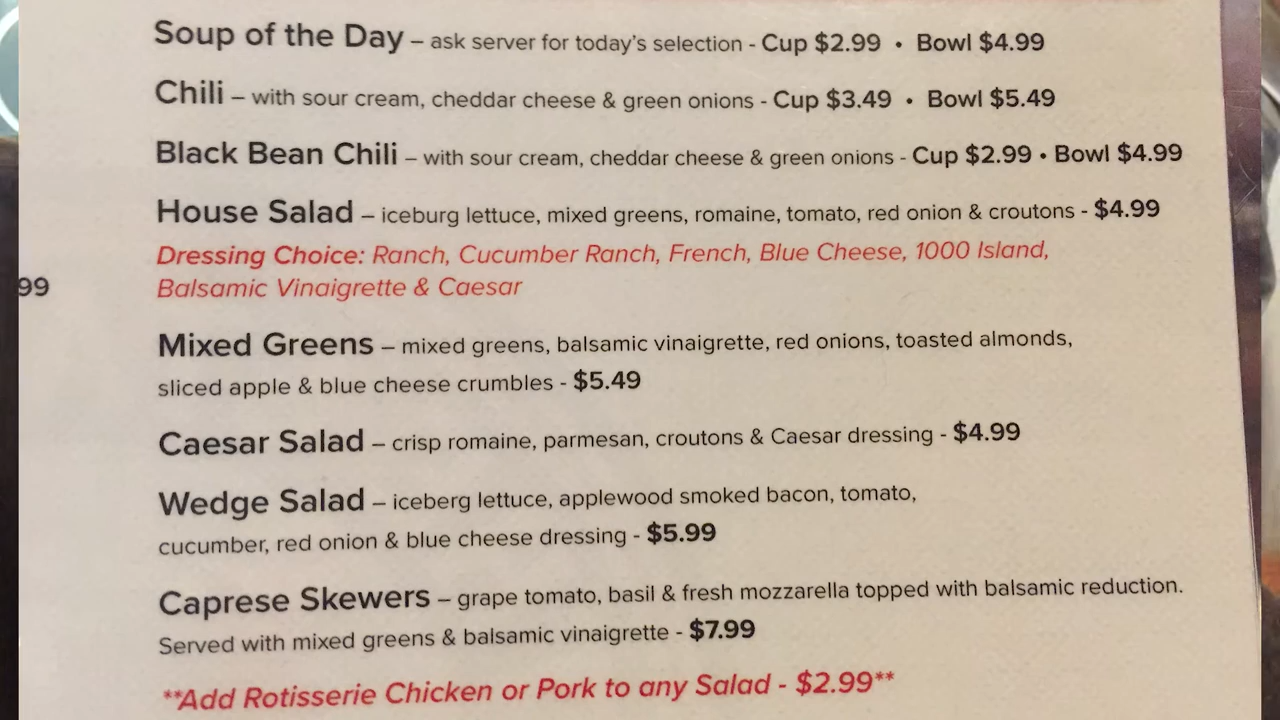 Soup of the Day – ask server for today's selection - Cup $2.99 • Bowl $4.99
Chili – with sour cream, cheddar cheese & green onions - Cup $3.49 • Bowl $5.49
Black Bean Chili – with sour cream, cheddar cheese & green onions - Cup $2.99 • Bowl $4.99
House Salad – iceburg lettuce, mixed greens, romaine, tomato, red onion & croutons - $4.99
Dressing Choice: Ranch, Cucumber Ranch, French, Blue Cheese, 1000 Island,
99
Balsamic Vinaigrette & Caesar
Mixed Greens – mixed greens, balsamic vinaigrette, red onions, toasted almonds,
sliced apple & blue cheese crumbles - $5.49
Caesar Salad – crisp romaine, parmesan, croutons & Caesar dressing - $4.99
Wedge Salad – iceberg lettuce, applewood smoked bacon, tomato,
cucumber, red onion & blue cheese dressing - $5.99
Caprese Skewers – grape tomato, basil & fresh mozzarella topped with balsamic reduction.
Served with mixed greens & balsamic vinaigrette - $7.99
**Add Rotisserie Chicken or Pork to any Salad - $2.99**